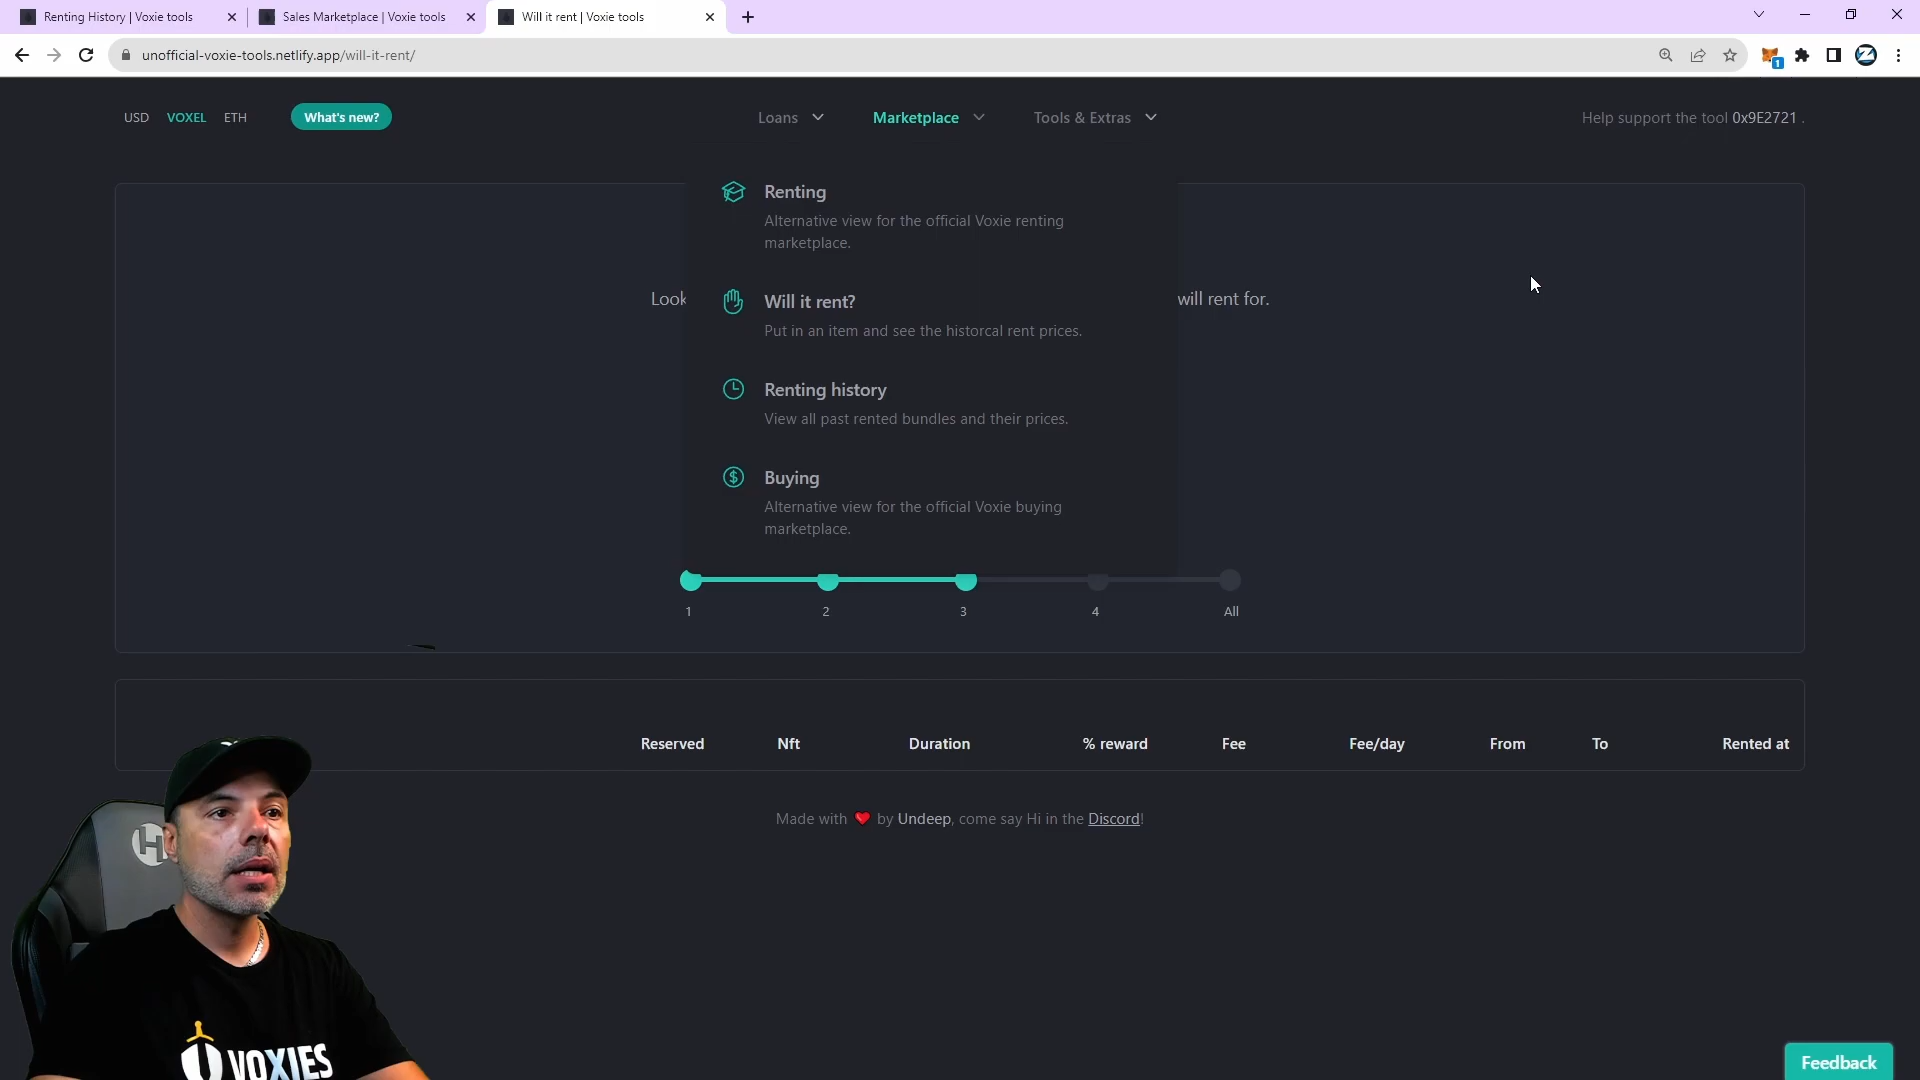 Renting History | Voxie tools
Sales Marketplace | Voxie tools
Will it rent | Voxie tools
unofficial-voxie-tools.netlify.app/will-it-rent/
1
USD VOXEL ETH What's new?
Loans Marketplace Tools & Extras
Help support the tool 0x9E2721 .
Renting
Alternative view for the official Voxie renting
marketplace.
Look
will rent for.
Will it rent?
Put in an item and see the historcal rent prices.
Renting history
View all past rented bundles and their prices.
Buying
Alternative view for the official Voxie buying
marketplace.
1 2 3 4 All
Reserved Nft Duration % reward Fee Fee/day From To Rented at
Made with ❤ by Undeep, come say Hi in the Discord!
H
VOXIES
Feedback